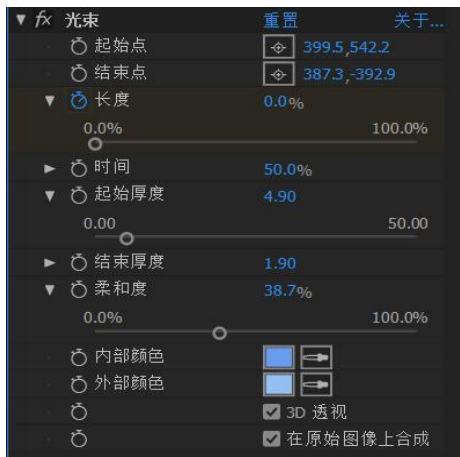 fx 光束 重置 关于...
起始点 399.5,542.2
结束点 387.3,-392.9
长度 0.0%
0.0% 100.0%
时间 50.0%
起始厚度 4.90
0.00 50.00
结束厚度 1.90
柔和度 38.7%
0.0% 100.0%
内部颜色
外部颜色
3D 透视
在原始图像上合成